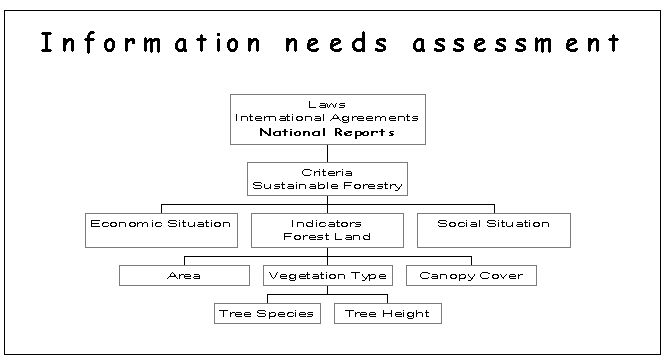 Information needs assessment
Laws
International Agreements
National Reports
Criteria
Sustainable Forestry
Economic Situation
Indicators
Forest Land
Social Situation
Area
Vegetation Type
Canopy Cover
Tree Species
Tree Height